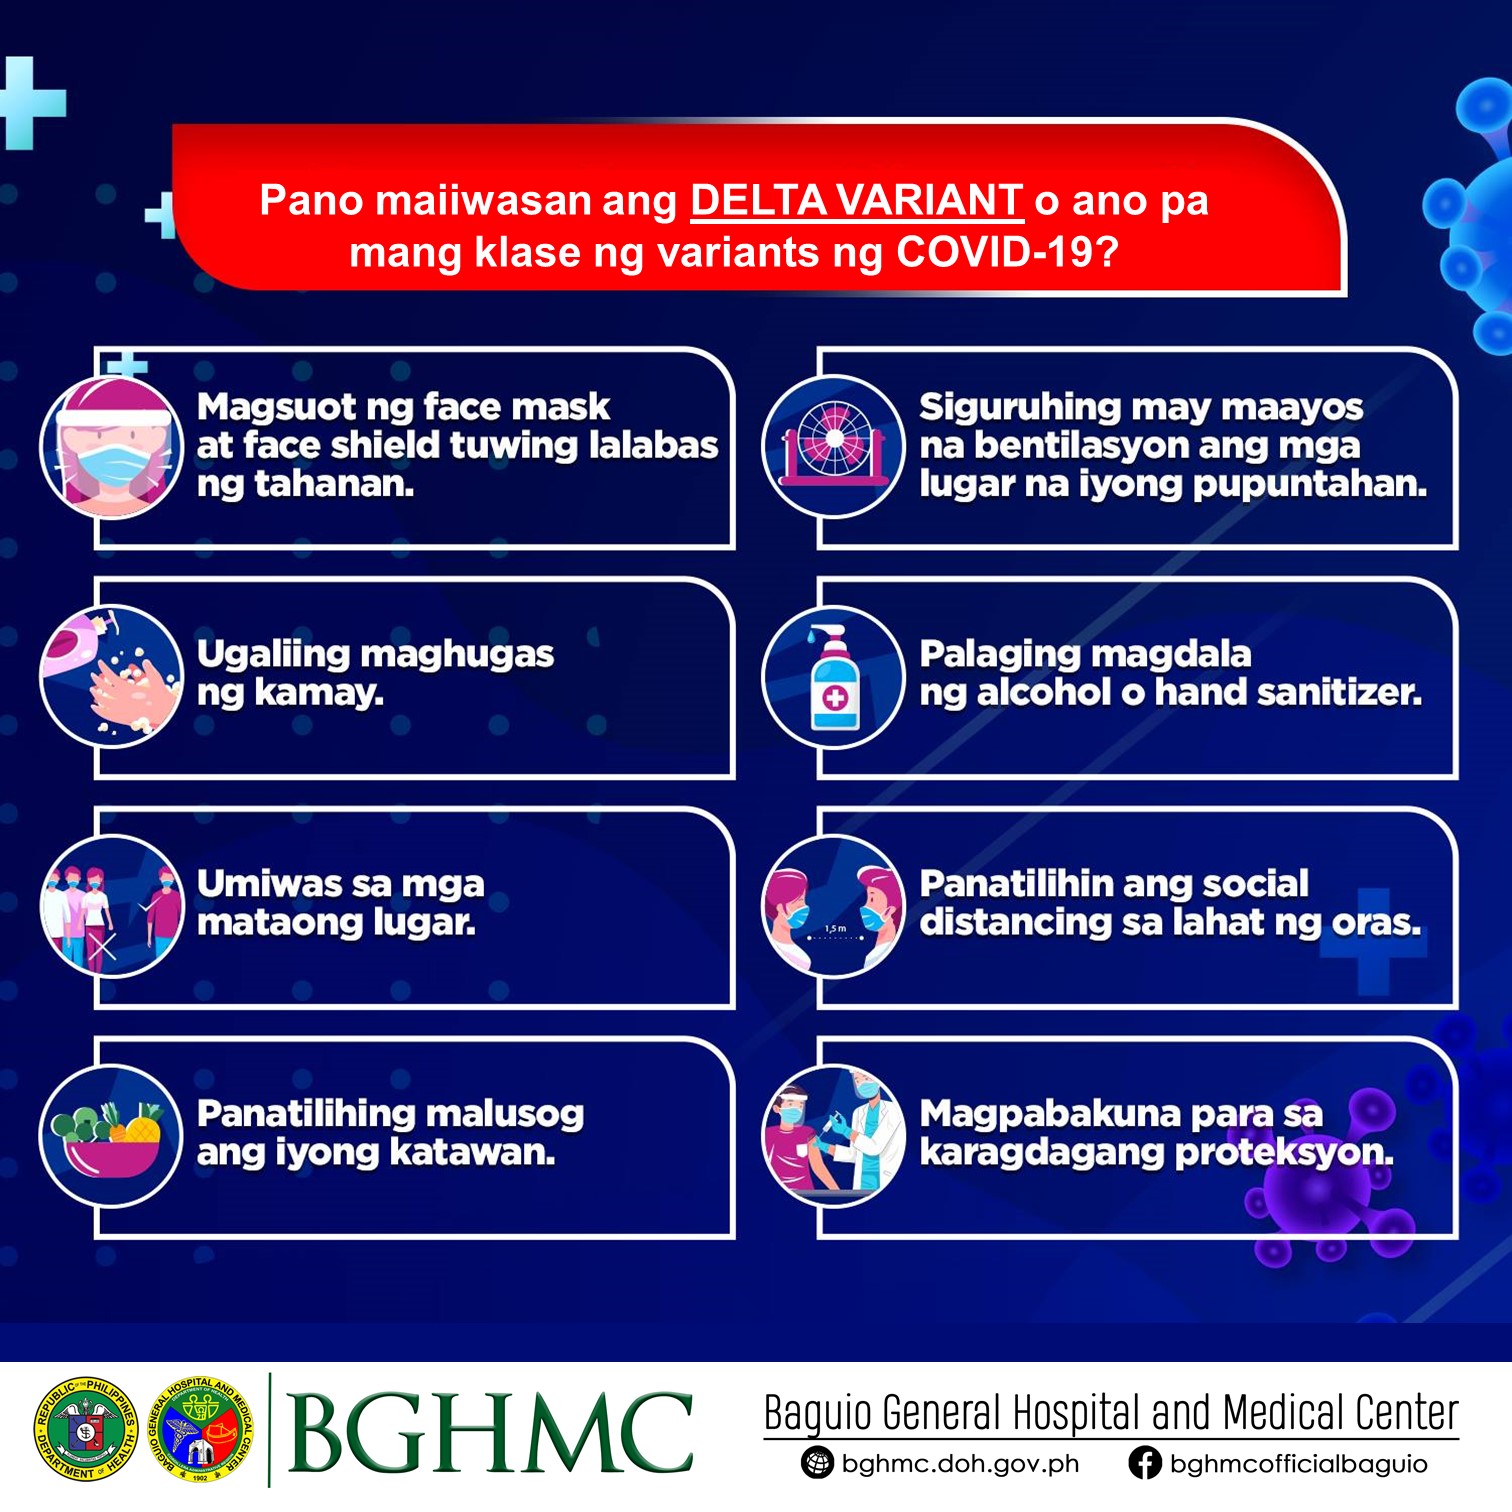 Pano maiiwasan ang DELTA VARIANT o ano pa
mang klase ng variants ng COVID-19?
Magsuot ng face mask
at face shield tuwing lalabas
ng tahanan.
Siguruhing may maayos
na bentilasyon ang mga
lugar na iyong pupuntahan.
Ugaliing maghugas
ng kamay.
Palaging magdala
ng alcohol o hand sanitizer.
Umiwas sa mga
mataong lugar.
1,5 m
Panatilihin ang social
distancing sa lahat ng oras.
Panatilihing malusog
ang iyong katawan.
Magpabakuna para sa
karagdagang proteksyon.
REPUBLIC OF THE PHILIPPINES
DEPARTMENT OF HEALTH
BAGUIO GENERAL HOSPITAL AND MEDICAL CENTER
DEPARTMENT OF HEALTH
1902
BGHMC
Baguio General Hospital and Medical Center
bghmc.doh.gov.ph
bghmcofficialbaguio